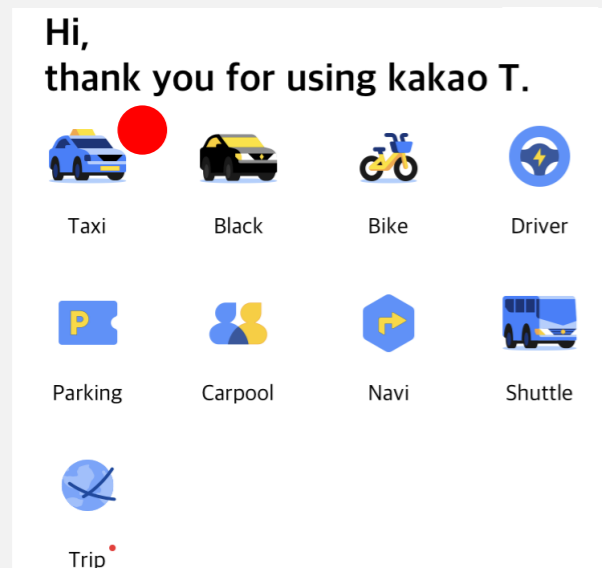 Hi,
thank you for using kakao T.
Taxi
Black
Bike
Driver
P
Parking
Carpool
Navi
Shuttle
Trip